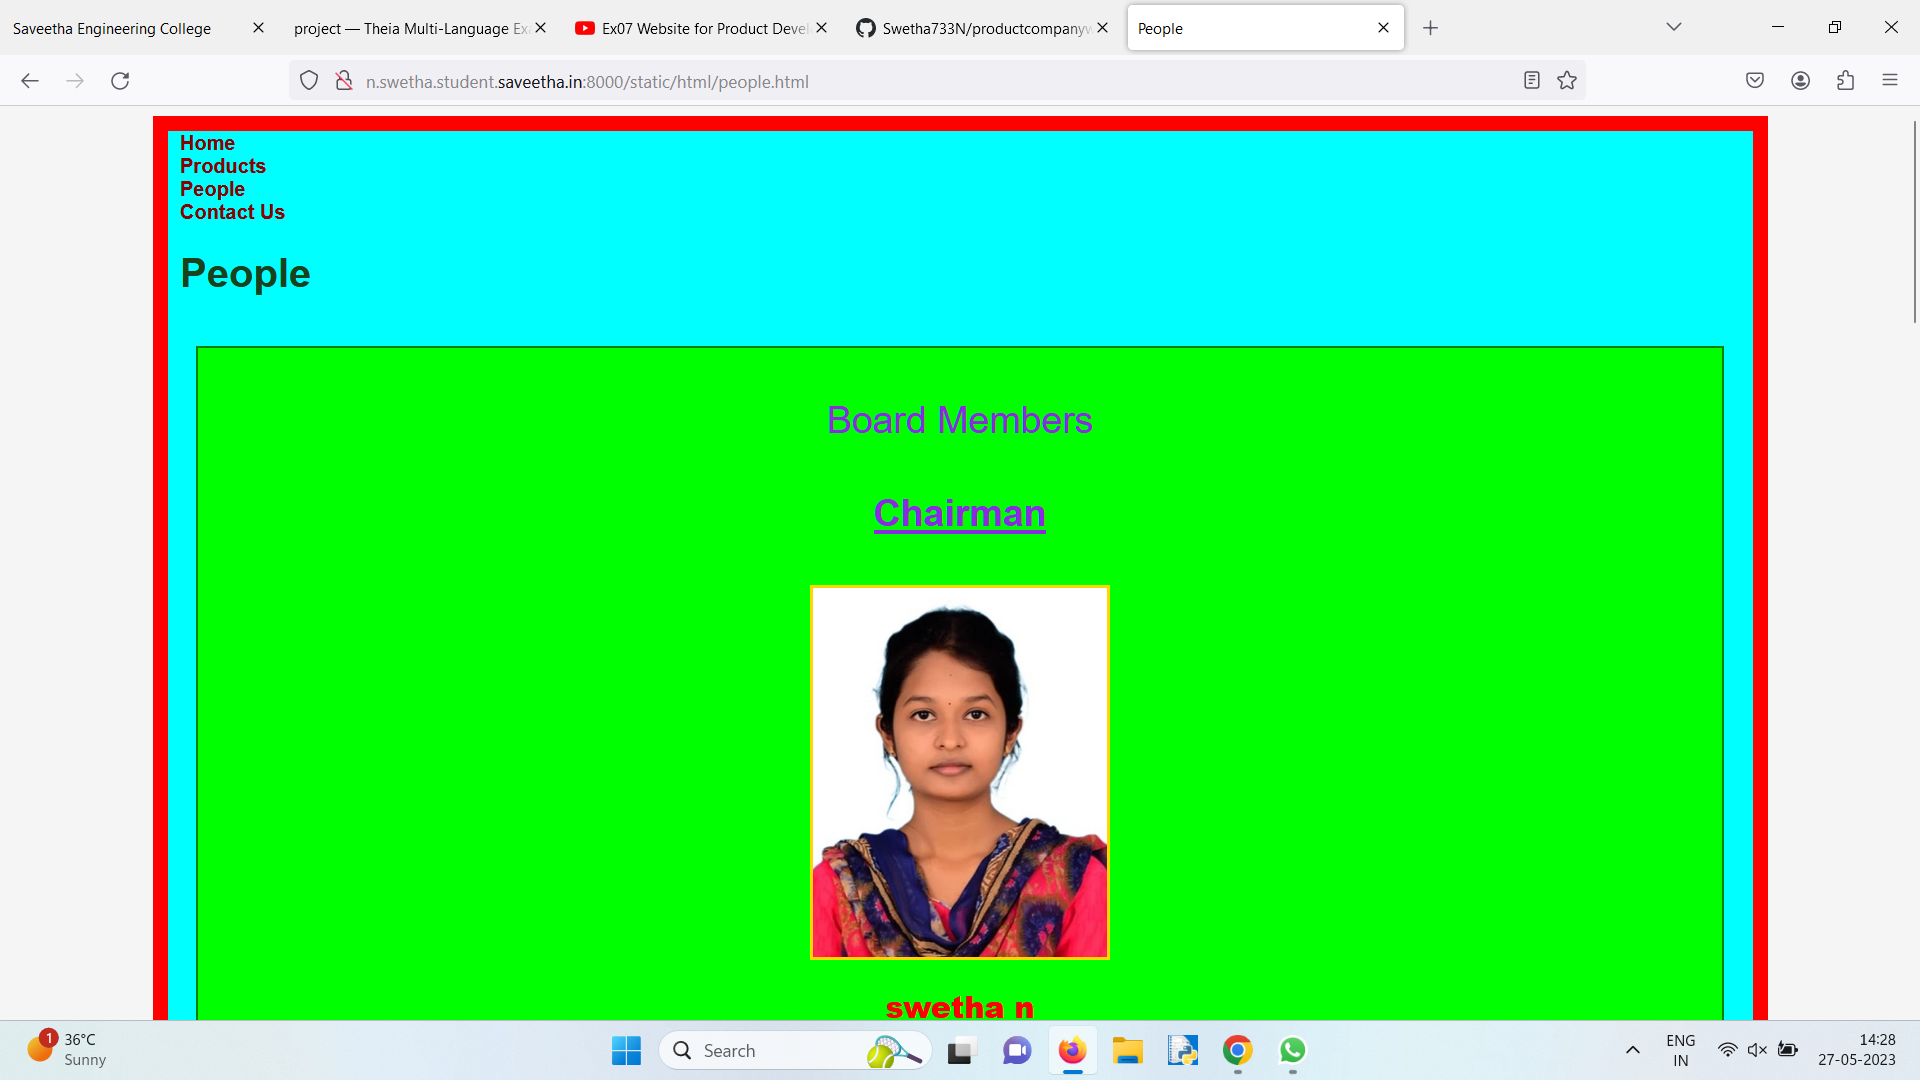 Saveetha Engineering College
project — Theia Multi-Language Ex
Ex07 Website for Product Devel
Swetha733N/productcompanyw
People
n.swetha.student.saveetha.in:8000/static/html/people.html
Home
Products
People
Contact Us
People
Board Members
Chairman
swetha n
1
36°C
Sunny
Search
ENG
IN
14:28
27-05-2023